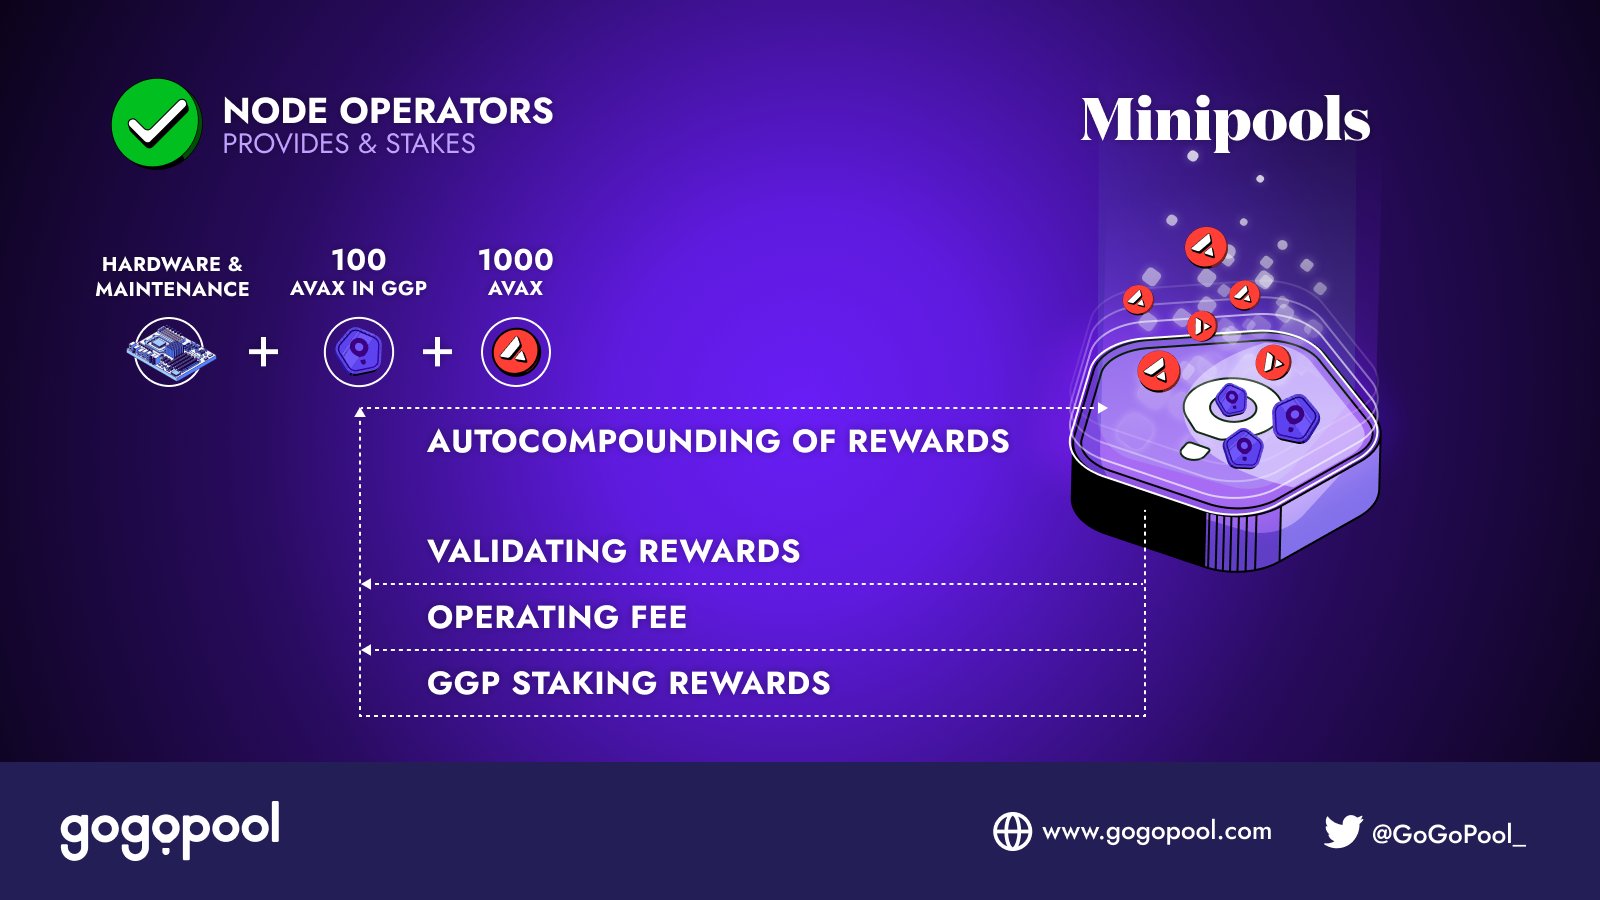 NODE OPERATORS
PROVIDES & STAKES
Minipools
HARDWARE &
MAINTENANCE
100
AVAX IN GGP
1000
AVAX
+
+
AUTOCOMPOUNDING OF REWARDS
VALIDATING REWARDS
OPERATING FEE
GGP STAKING REWARDS
gogopool
www.gogopool.com
@GoGoPool_